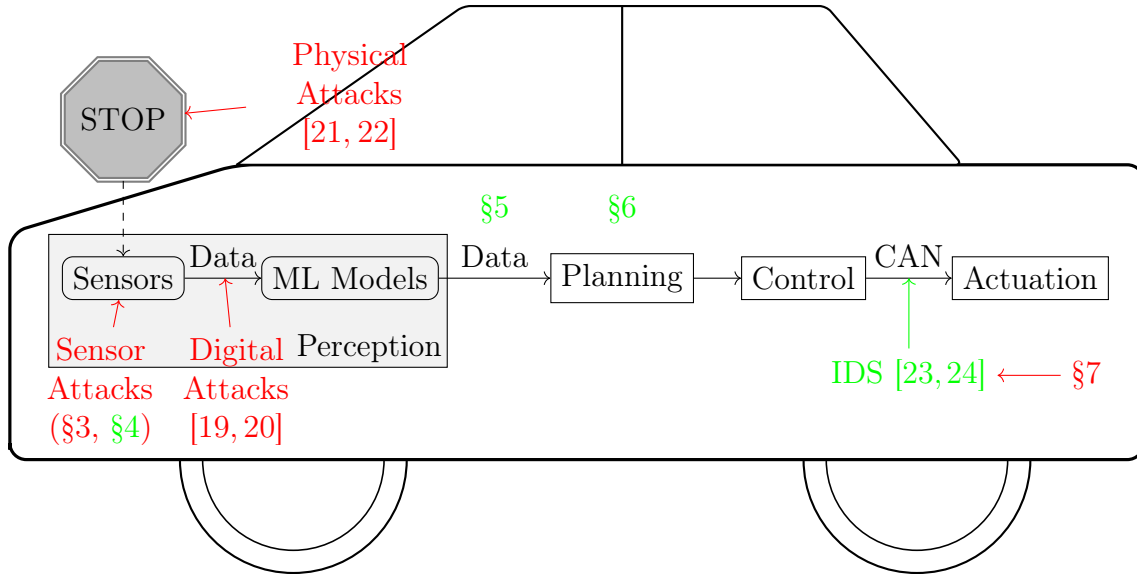 Physical
Attacks
[21, 22]
STOP
§5
§6
Sensors
Data
ML Models
Data
Planning
Control
CAN
Actuation
Perception
Sensor
Attacks
(§3, §4)
Digital
Attacks
[19, 20]
IDS [23, 24]
§7